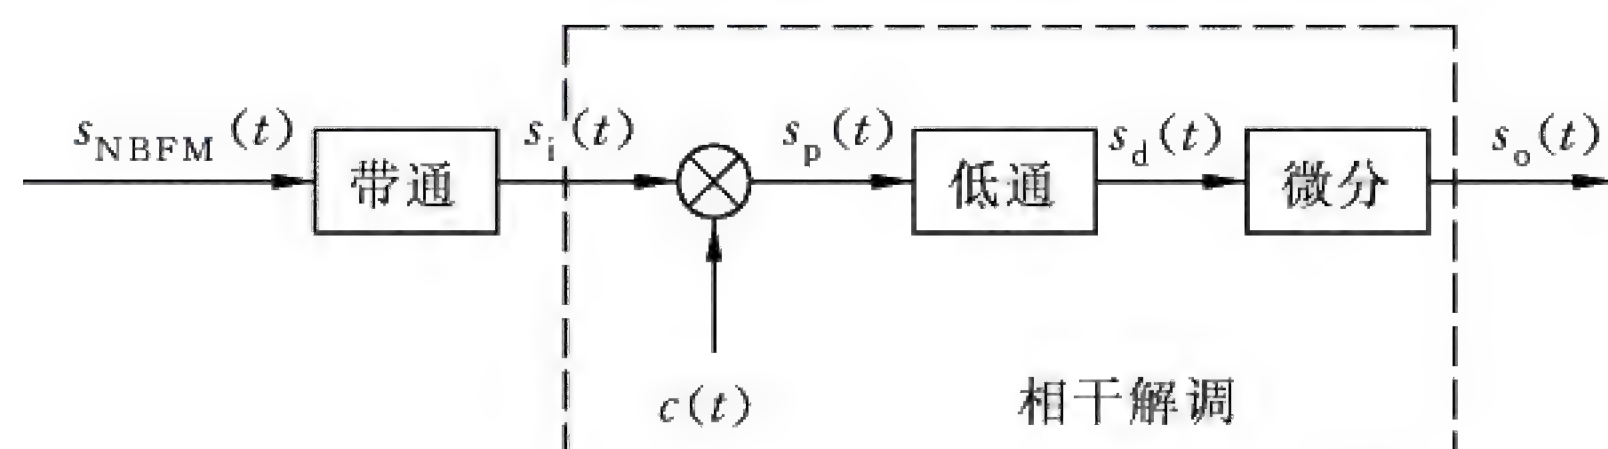 s_NBFM(t)
带通
s_i(t)
s_p(t)
低通
s_d(t)
微分
s_o(t)
c(t)
相干解调